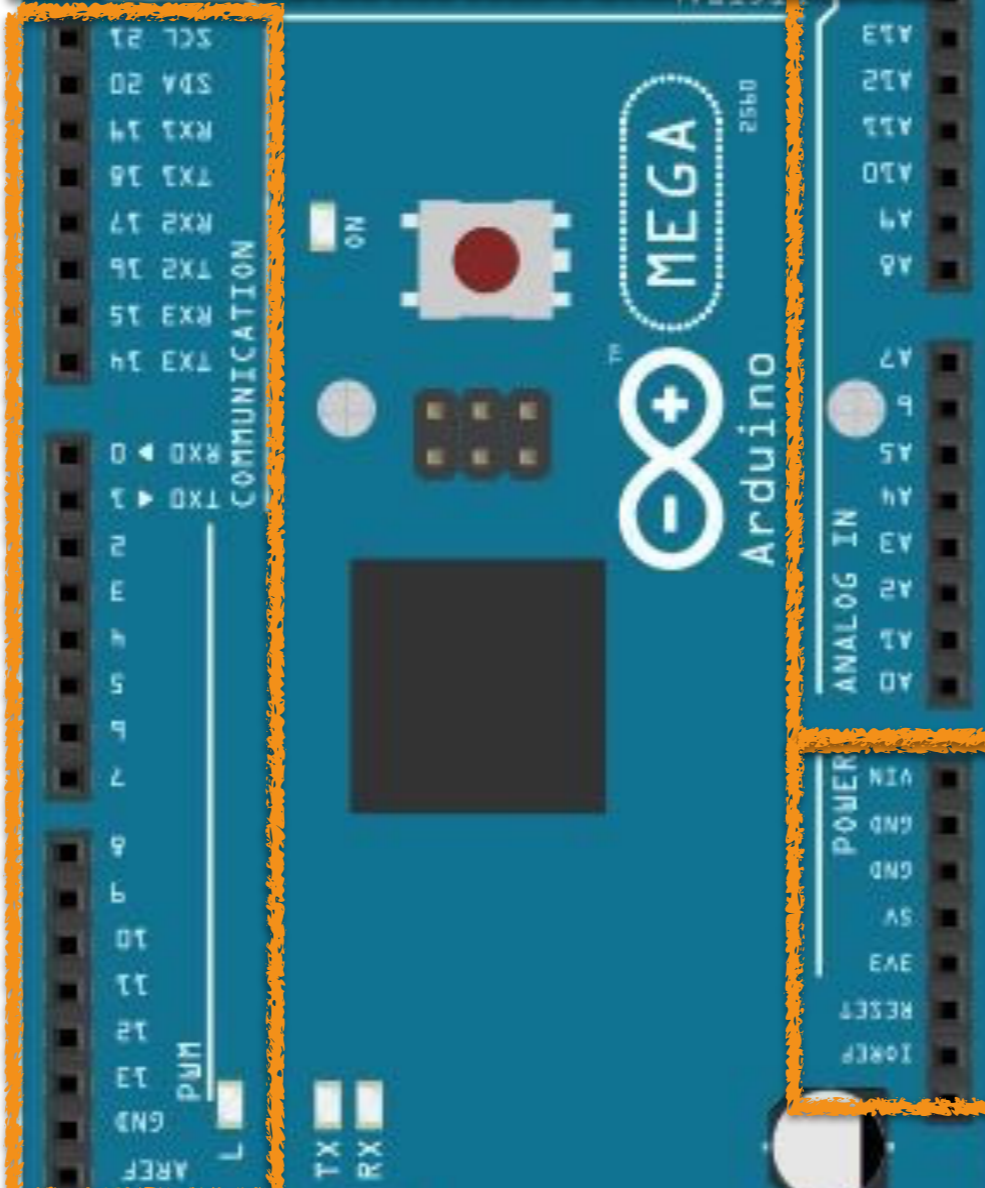 SCL 21
SDA 20
RX1 19
TX1 18
RX2 17
TX2 16
RX3 15
TX3 14
COMMUNICATION
RX0 ◀ 0
TX0 ▶ 1
2
3
4
5
6
7
8
9
10
11
12
13
GND
AREF
PWM
L
TX
RX
ON
MEGA
2560
TM
Arduino
A13
A12
A11
A10
A9
A8
A7
6
A5
A4
A3
A2
A1
A0
ANALOG IN
POWER
VIN
GND
GND
5V
3V3
RESET
IOREF